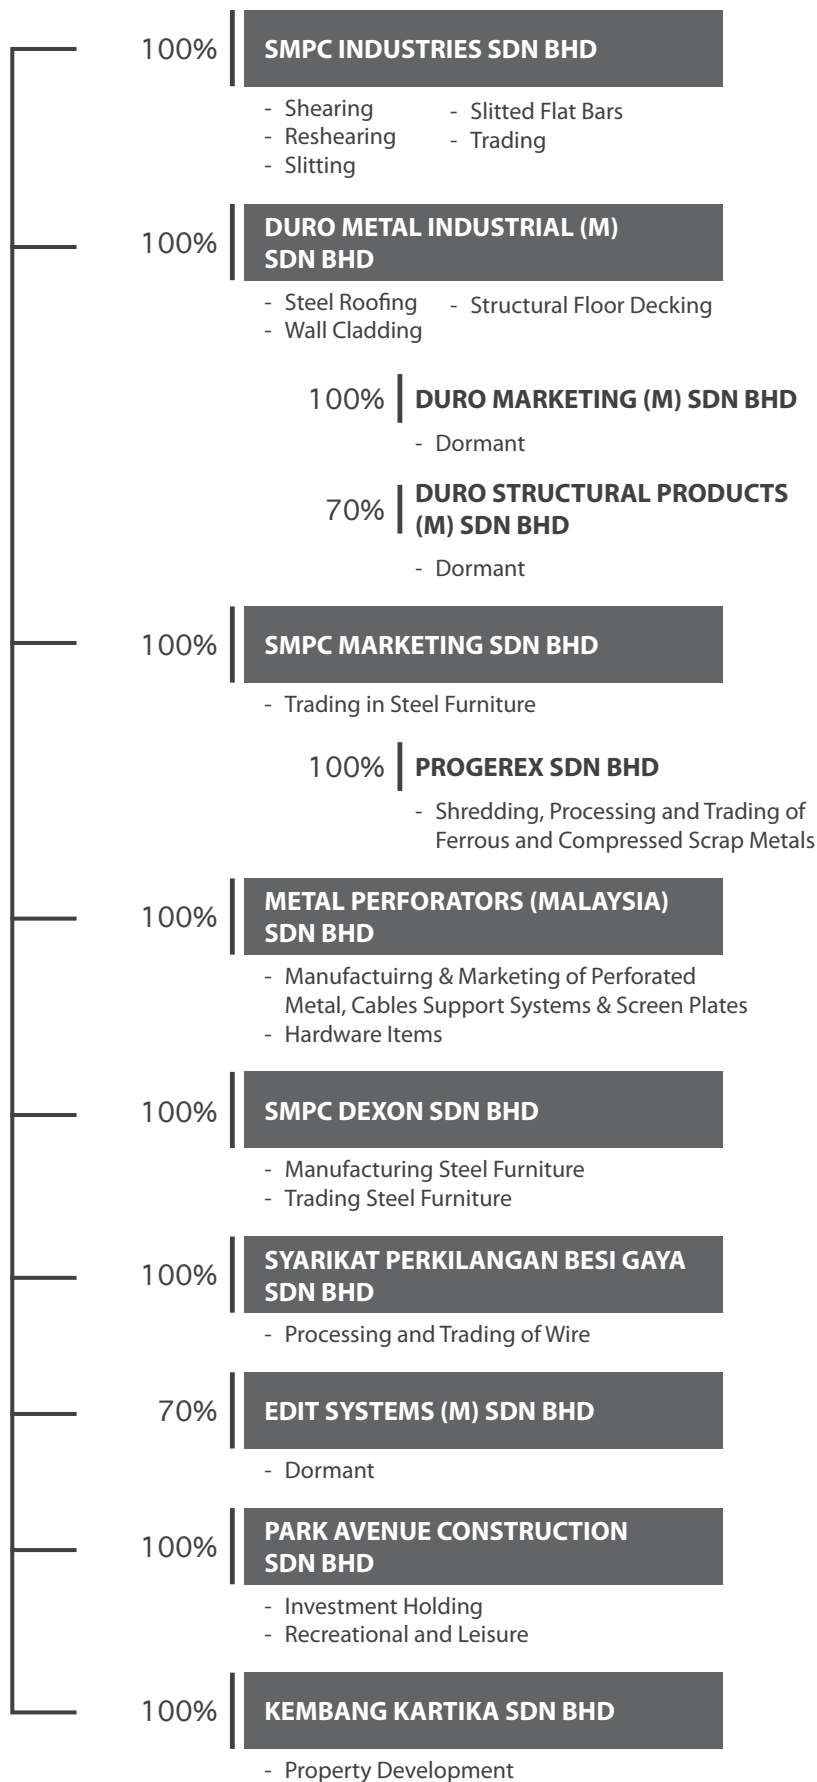 100% SMPC INDUSTRIES SDN BHD
- Shearing
- Reshearing
- Slitting
- Slitted Flat Bars
- Trading
100% DURO METAL INDUSTRIAL (M)
SDN BHD
- Steel Roofing
- Wall Cladding
- Structural Floor Decking
100% DURO MARKETING (M) SDN BHD
- Dormant
70% DURO STRUCTURAL PRODUCTS
(M) SDN BHD
- Dormant
100% SMPC MARKETING SDN BHD
- Trading in Steel Furniture
100% PROGEREX SDN BHD
- Shredding, Processing and Trading of
Ferrous and Compressed Scrap Metals
100% METAL PERFORATORS (MALAYSIA)
SDN BHD
- Manufactuirng & Marketing of Perforated
Metal, Cables Support Systems & Screen Plates
- Hardware Items
100% SMPC DEXON SDN BHD
- Manufacturing Steel Furniture
- Trading Steel Furniture
100% SYARIKAT PERKILANGAN BESI GAYA
SDN BHD
- Processing and Trading of Wire
70% EDIT SYSTEMS (M) SDN BHD
- Dormant
100% PARK AVENUE CONSTRUCTION
SDN BHD
- Investment Holding
- Recreational and Leisure
100% KEMBANG KARTIKA SDN BHD
- Property Development